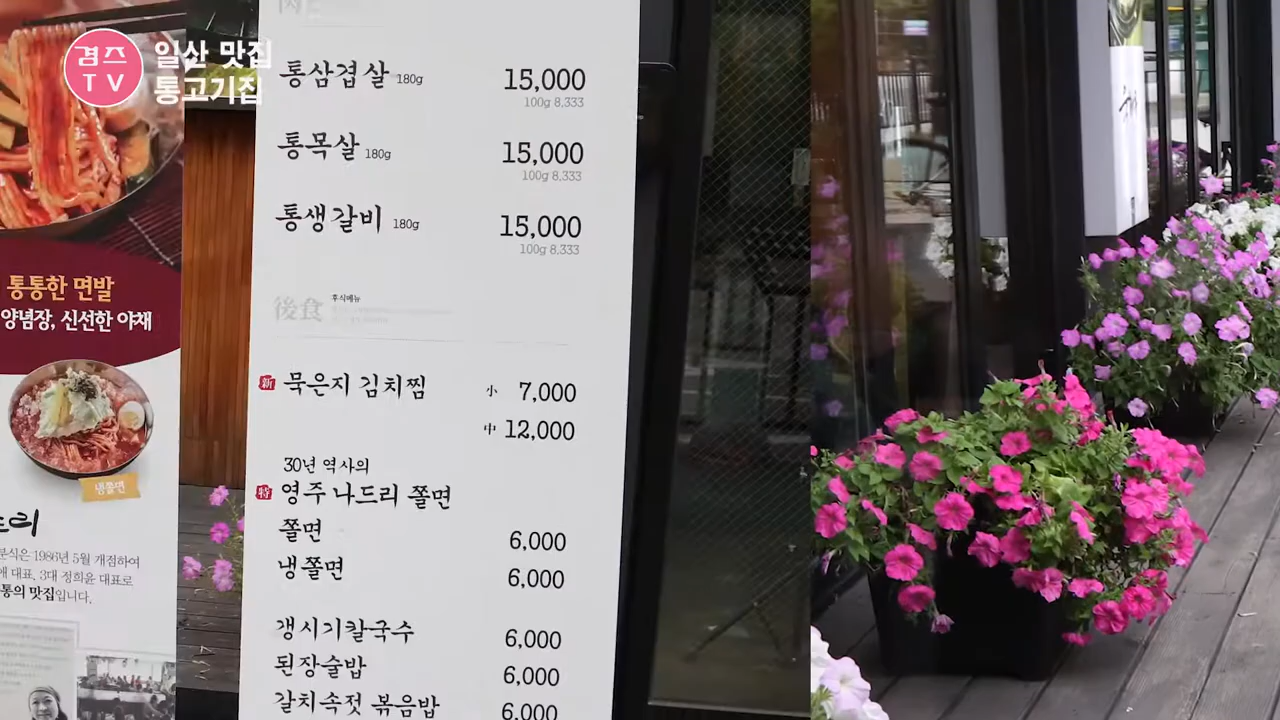 겸즈
TV
일산 맛집
통고기집
통삼겹살 180g 15,000
100g 8,333
통목살 180g 15,000
100g 8,333
통생갈비 180g 15,000
100g 8,333
後食 후식메뉴
新 묵은지 김치찜 小 7,000
中 12,000
30년 역사의
特 영주 나드리 쫄면
쫄면 6,000
냉쫄면 6,000
갱시기칼국수 6,000
된장술밥 6,000
갈치속젓 볶음밥 6,000
통통한 면발
양념장, 신선한 야채
냉쫄면
드리
분식은 1986년 5월 개점하여
대표, 3대 정희윤 대표로
통의 맛집입니다.